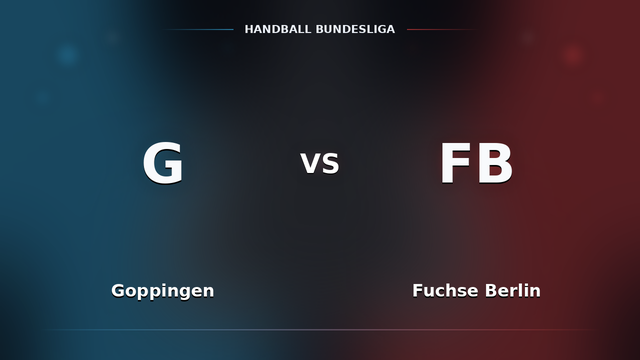 HANDBALL BUNDESLIGA
G
VS
FB
Goppingen
Fuchse Berlin